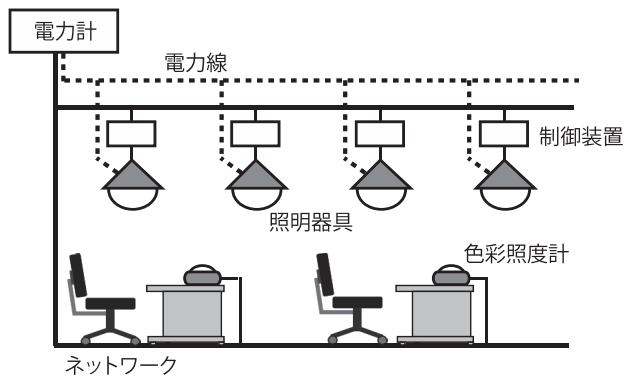 電力計
電力線
制御装置
照明器具
色彩照度計
ネットワーク